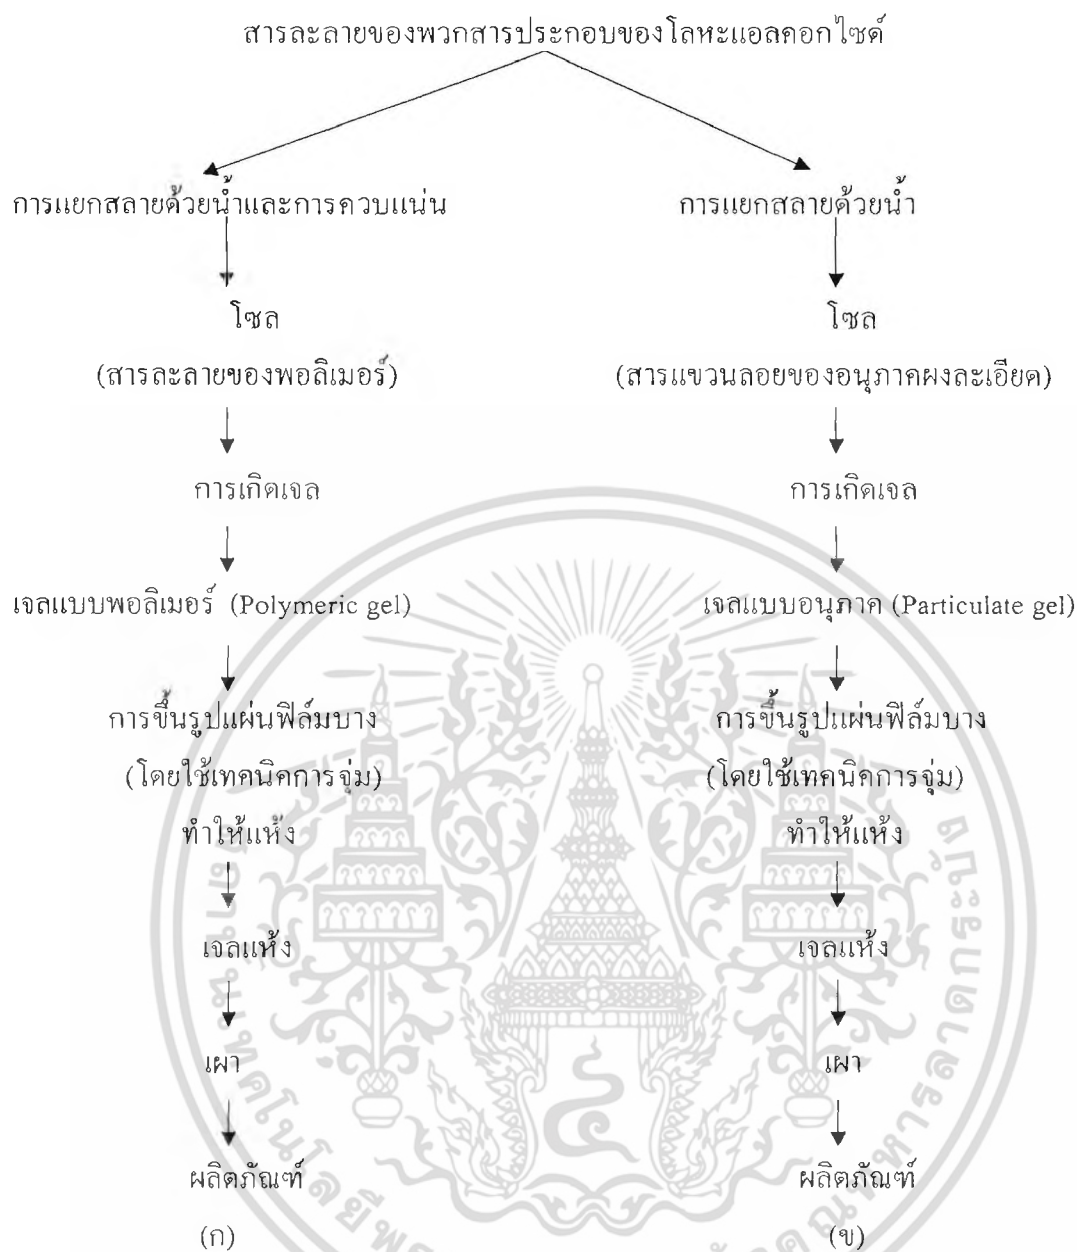 สารละลายของพวกสารประกอบของโลหะแอลคอกไซด์
การแยกสลายด้วยน้ำและการควบแน่น
การแยกสลายด้วยน้ำ
โซล
โซล
(สารละลายของพอลิเมอร์)
(สารแขวนลอยของอนุภาคผงละเอียด)
การเกิดเจล
การเกิดเจล
เจลแบบพอลิเมอร์ (Polymeric gel)
เจลแบบอนุภาค (Particulate gel)
การขึ้นรูปแผ่นฟิล์มบาง
การขึ้นรูปแผ่นฟิล์มบาง
(โดยใช้เทคนิคการจุ่ม)
(โดยใช้เทคนิคการจุ่ม)
ทำให้แห้ง
ทำให้แห้ง
เจลแห้ง
เจลแห้ง
เผา
เผา
ผลิตภัณฑ์
ผลิตภัณฑ์
(ก)
(ข)